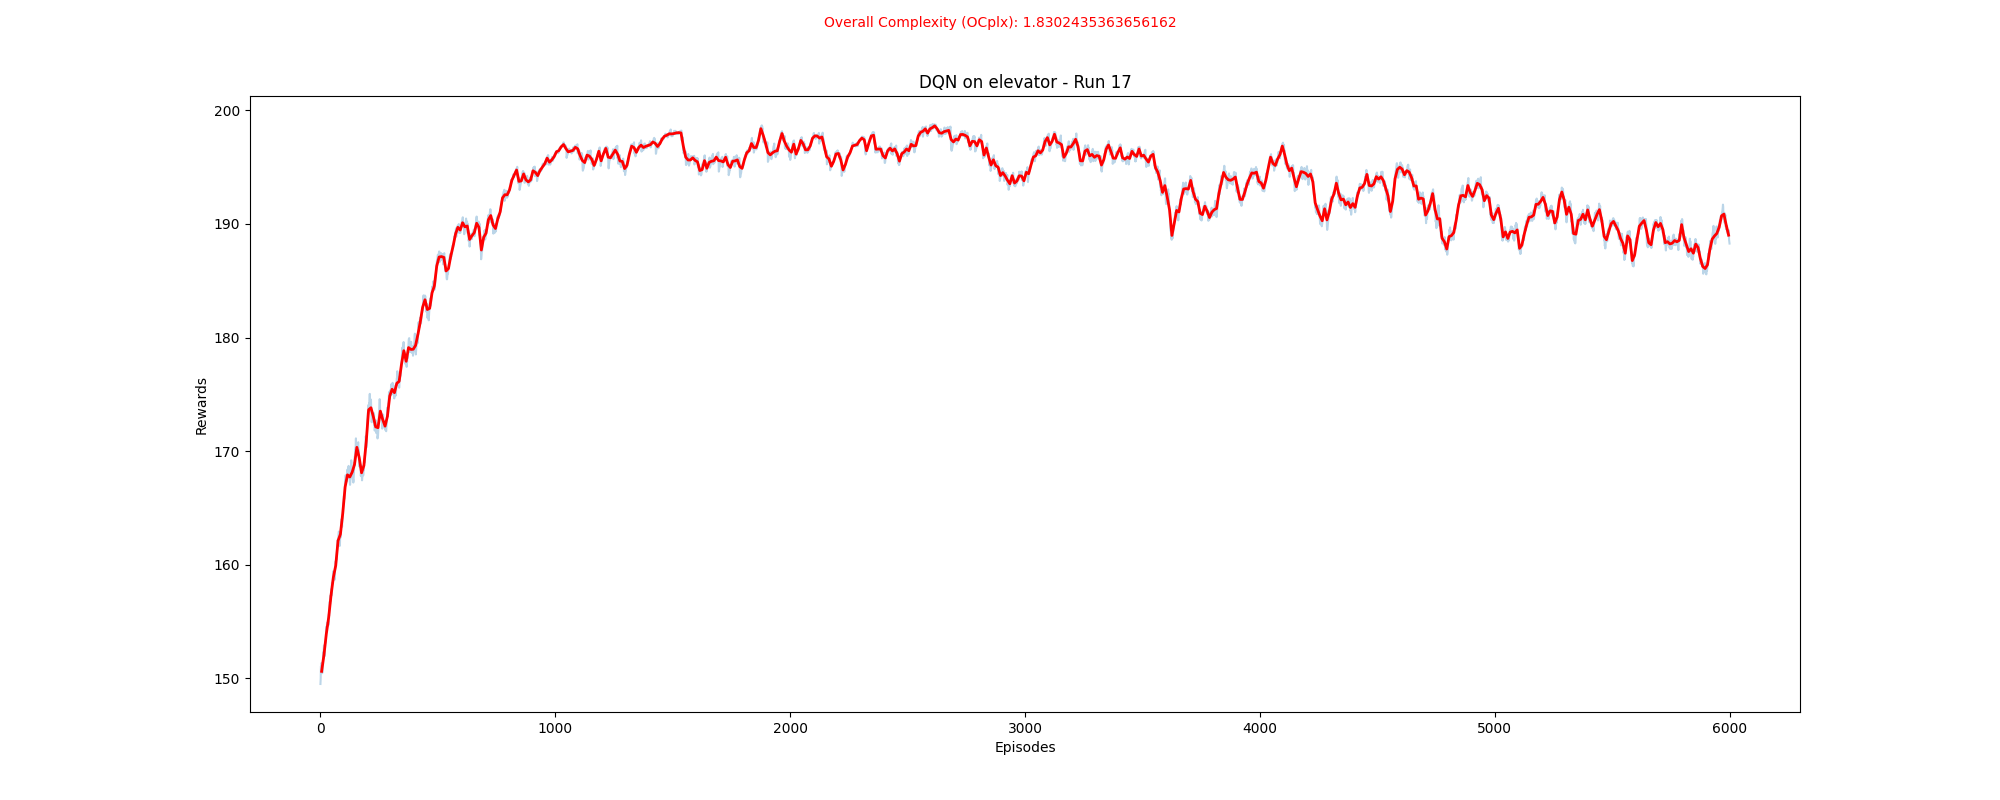 Overall Complexity (OCplx): 1.8302435363656162
DQN on elevator - Run 17
200
190
180
170
160
150
Rewards
0 1000 2000 3000 4000 5000 6000
Episodes